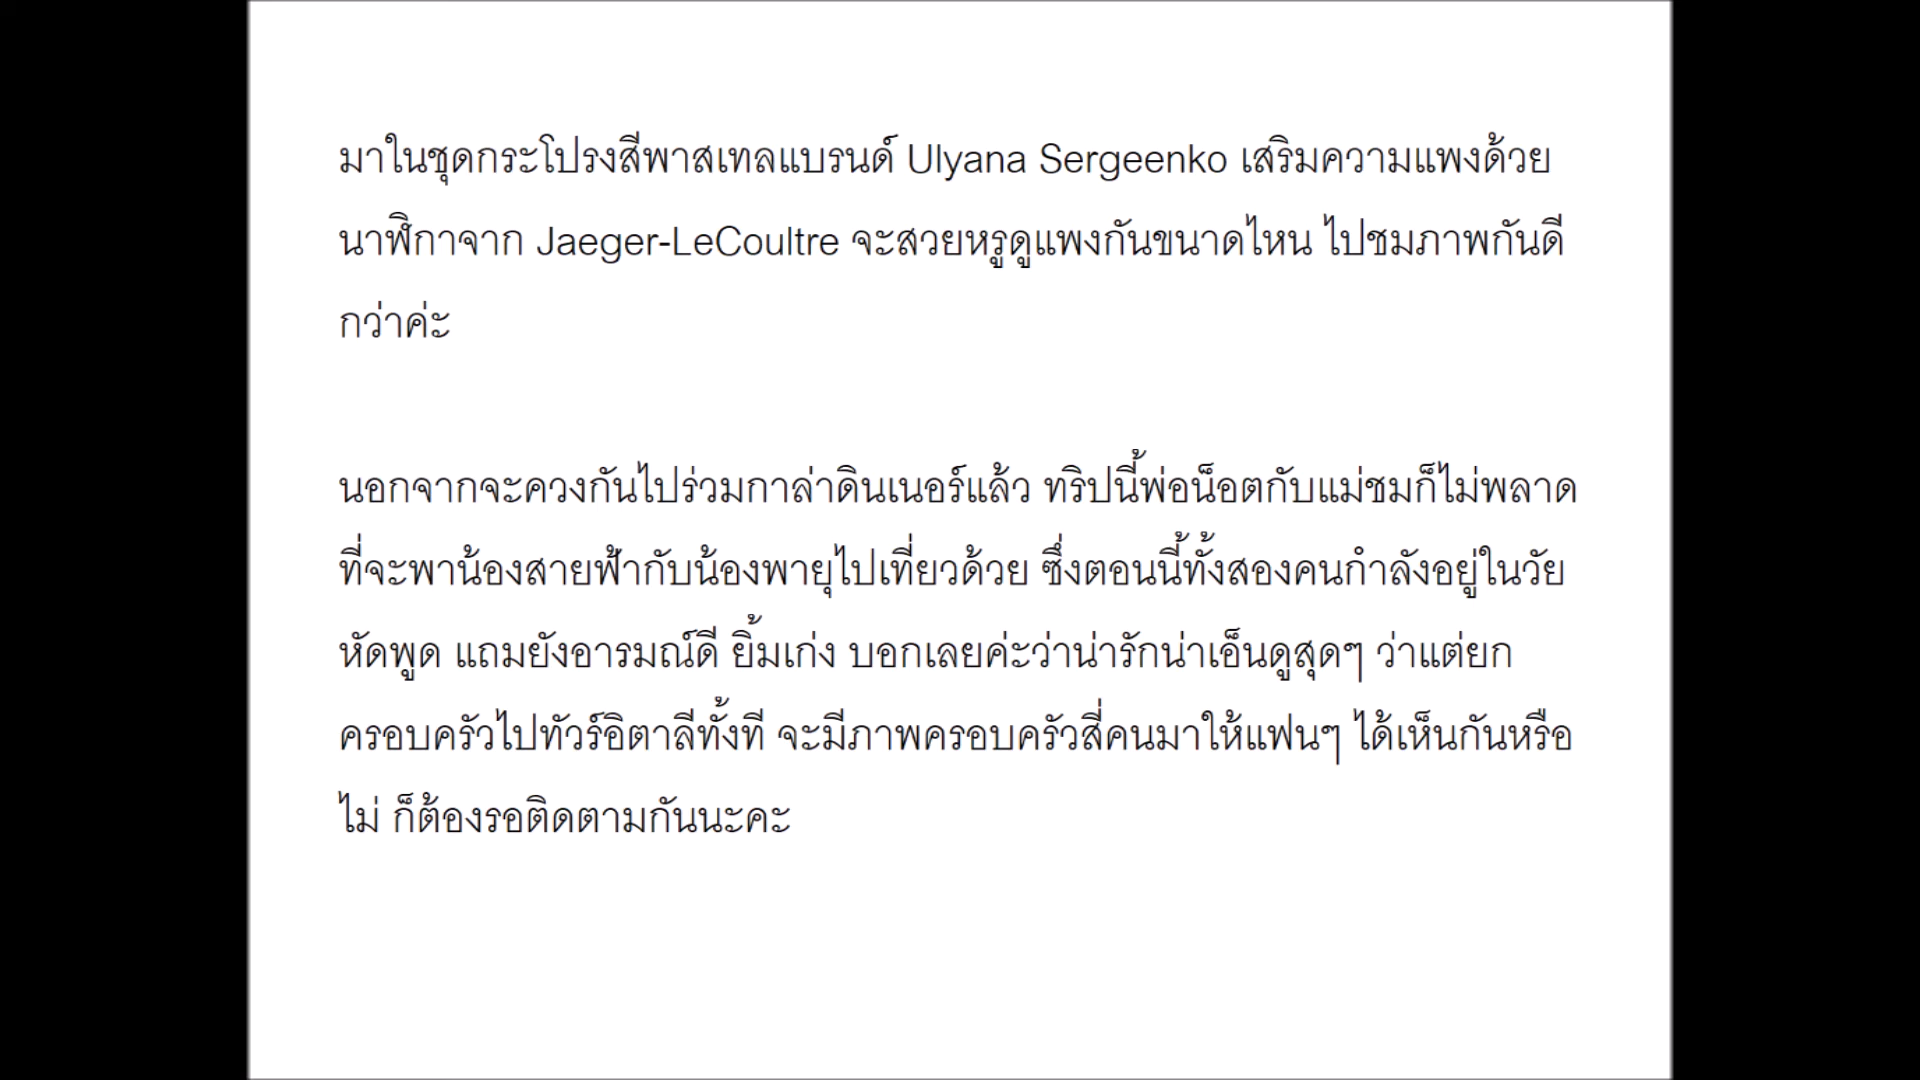 มาในชุดกระโปรงสีพาสเทลแบรนด์ Ulyana Sergeenko เสริมความแพงด้วย
นาฬิกาจาก Jaeger-LeCoultre จะสวยหรูดูแพงกันขนาดไหน ไปชมภาพกันดี
กว่าค่ะ
นอกจากจะควงกันไปร่วมกาล่าดินเนอร์แล้ว ทริปนี้พ่อน็อตกับแม่ชมก็ไม่พลาด
ที่จะพาน้องสายฟ้ากับน้องพายุไปเที่ยวด้วย ซึ่งตอนนี้ทั้งสองคนกำลังอยู่ในวัย
หัดพูด แถมยังอารมณ์ดี ยิ้มเก่ง บอกเลยค่ะว่าน่ารักน่าเอ็นดูสุดๆ ว่าแต่ยก
ครอบครัวไปทัวร์อิตาลีทั้งที จะมีภาพครอบครัวสี่คนมาให้แฟนๆ ได้เห็นกันหรือ
ไม่ ก็ต้องรอติดตามกันนะคะ